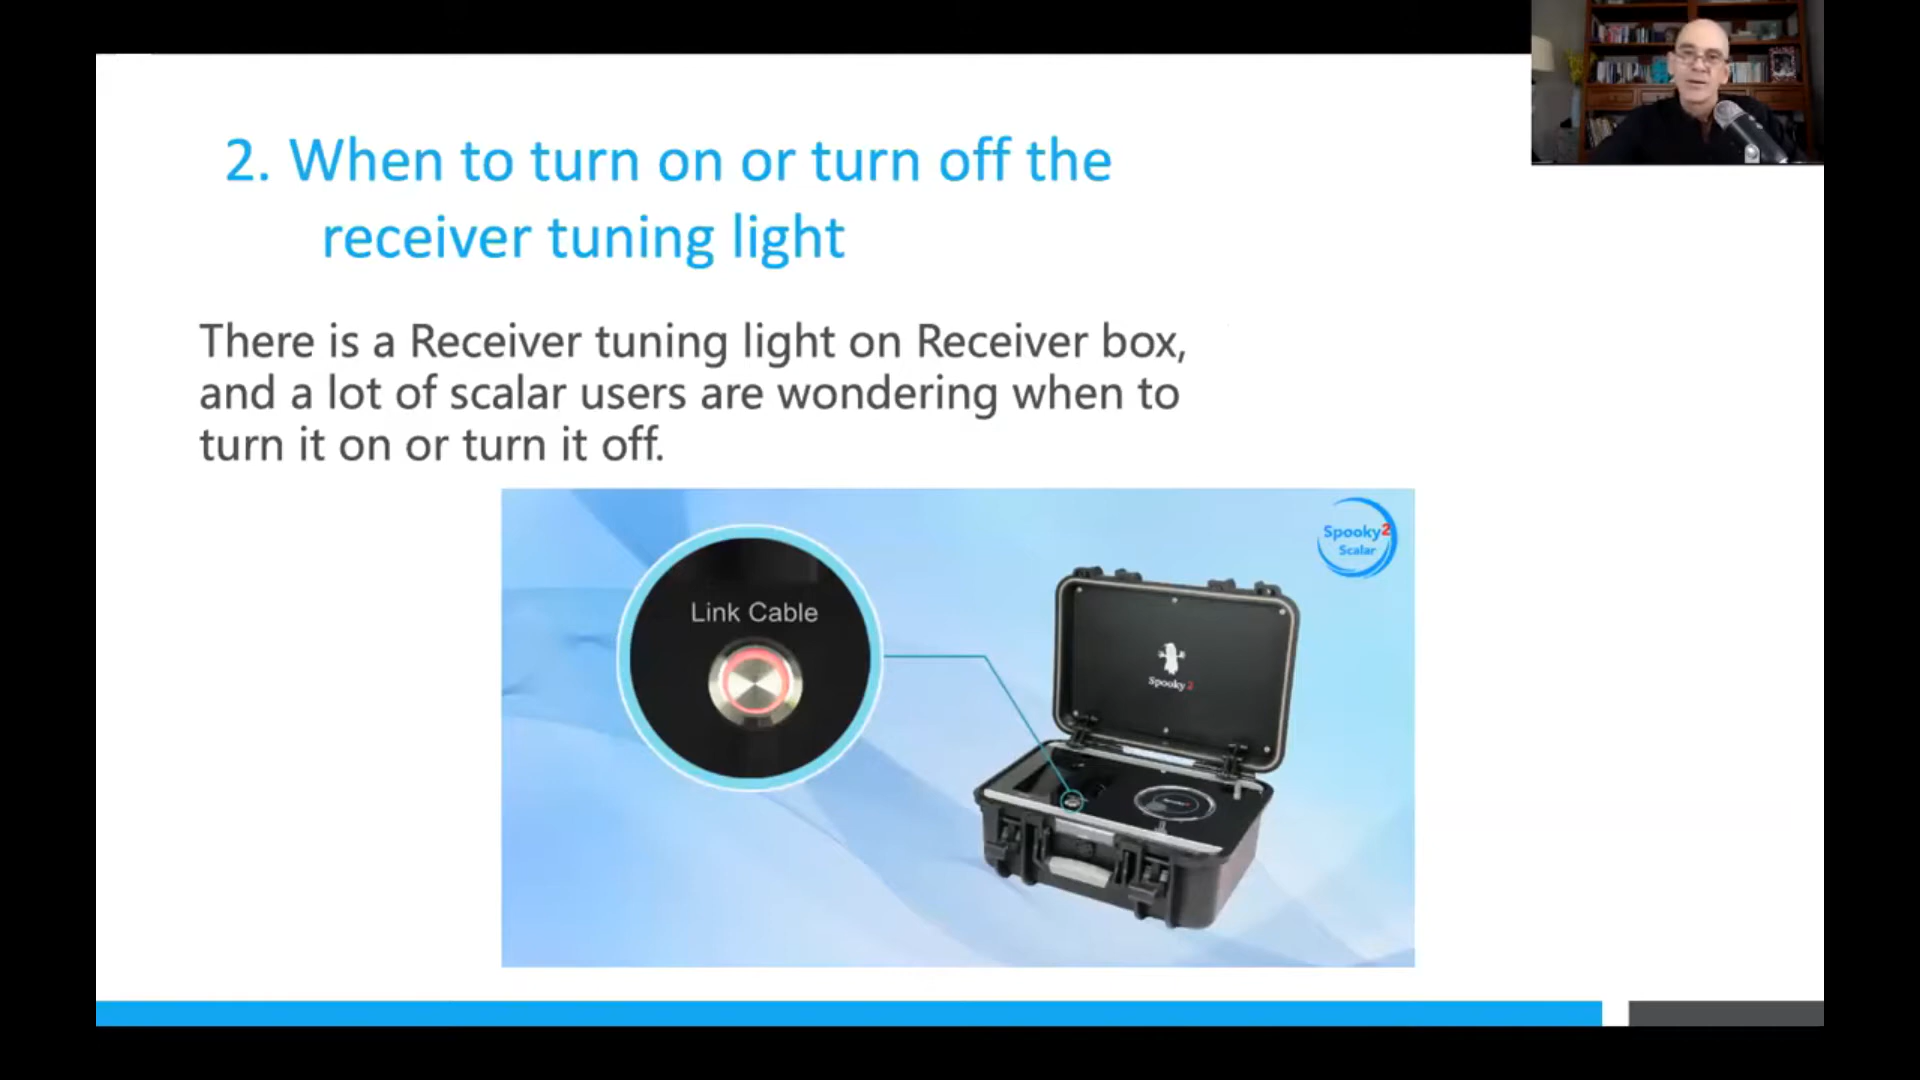 2. When to turn on or turn off the
receiver tuning light
There is a Receiver tuning light on Receiver box,
and a lot of scalar users are wondering when to
turn it on or turn it off.
Spooky2
Scalar
Link Cable
Spooky2